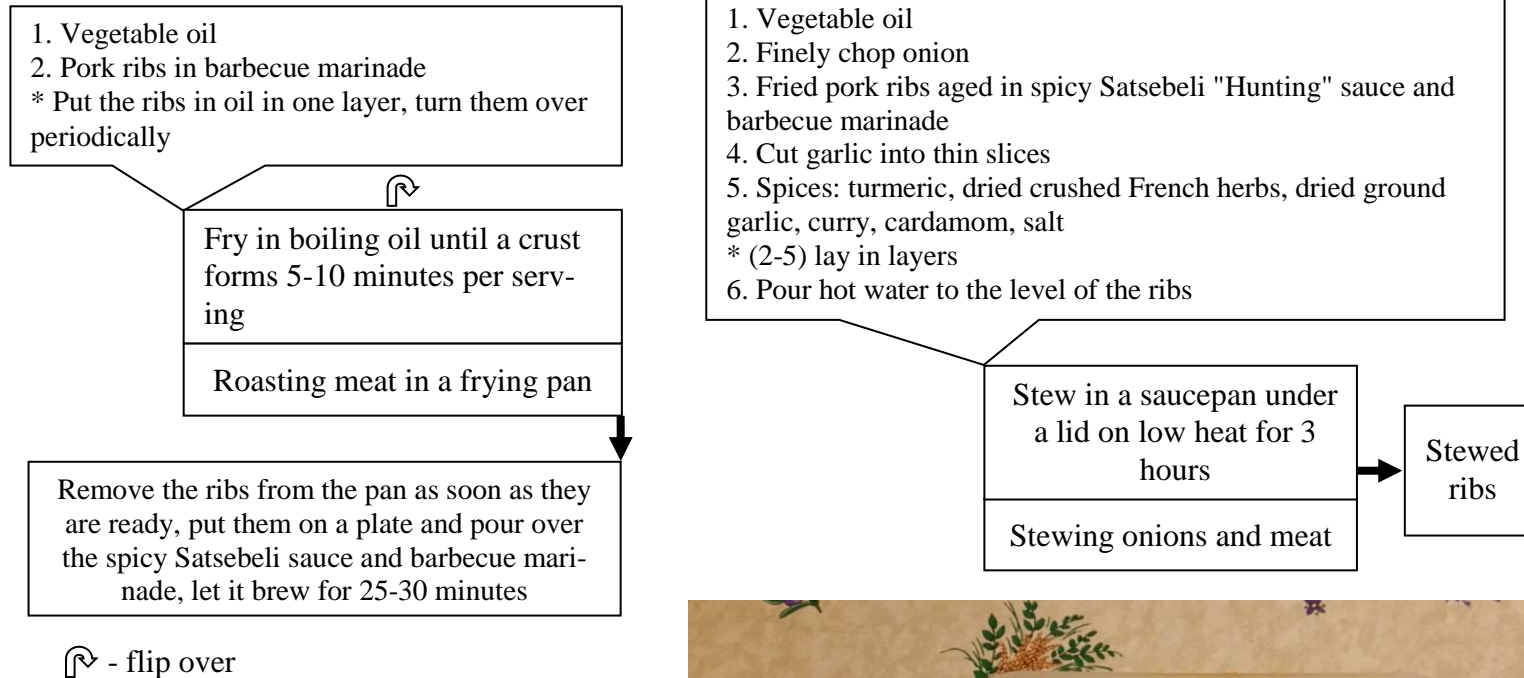 1. Vegetable oil
2. Pork ribs in barbecue marinade
* Put the ribs in oil in one layer, turn them over
periodically
Fry in boiling oil until a crust
forms 5-10 minutes per serv-
ing
Roasting meat in a frying pan
Remove the ribs from the pan as soon as they
are ready, put them on a plate and pour over
the spicy Satsebeli sauce and barbecue mari-
nade, let it brew for 25-30 minutes
- flip over
1. Vegetable oil
2. Finely chop onion
3. Fried pork ribs aged in spicy Satsebeli "Hunting" sauce and
barbecue marinade
4. Cut garlic into thin slices
5. Spices: turmeric, dried crushed French herbs, dried ground
garlic, curry, cardamom, salt
* (2-5) lay in layers
6. Pour hot water to the level of the ribs
Stew in a saucepan under
a lid on low heat for 3
hours
Stewing onions and meat
Stewed
ribs